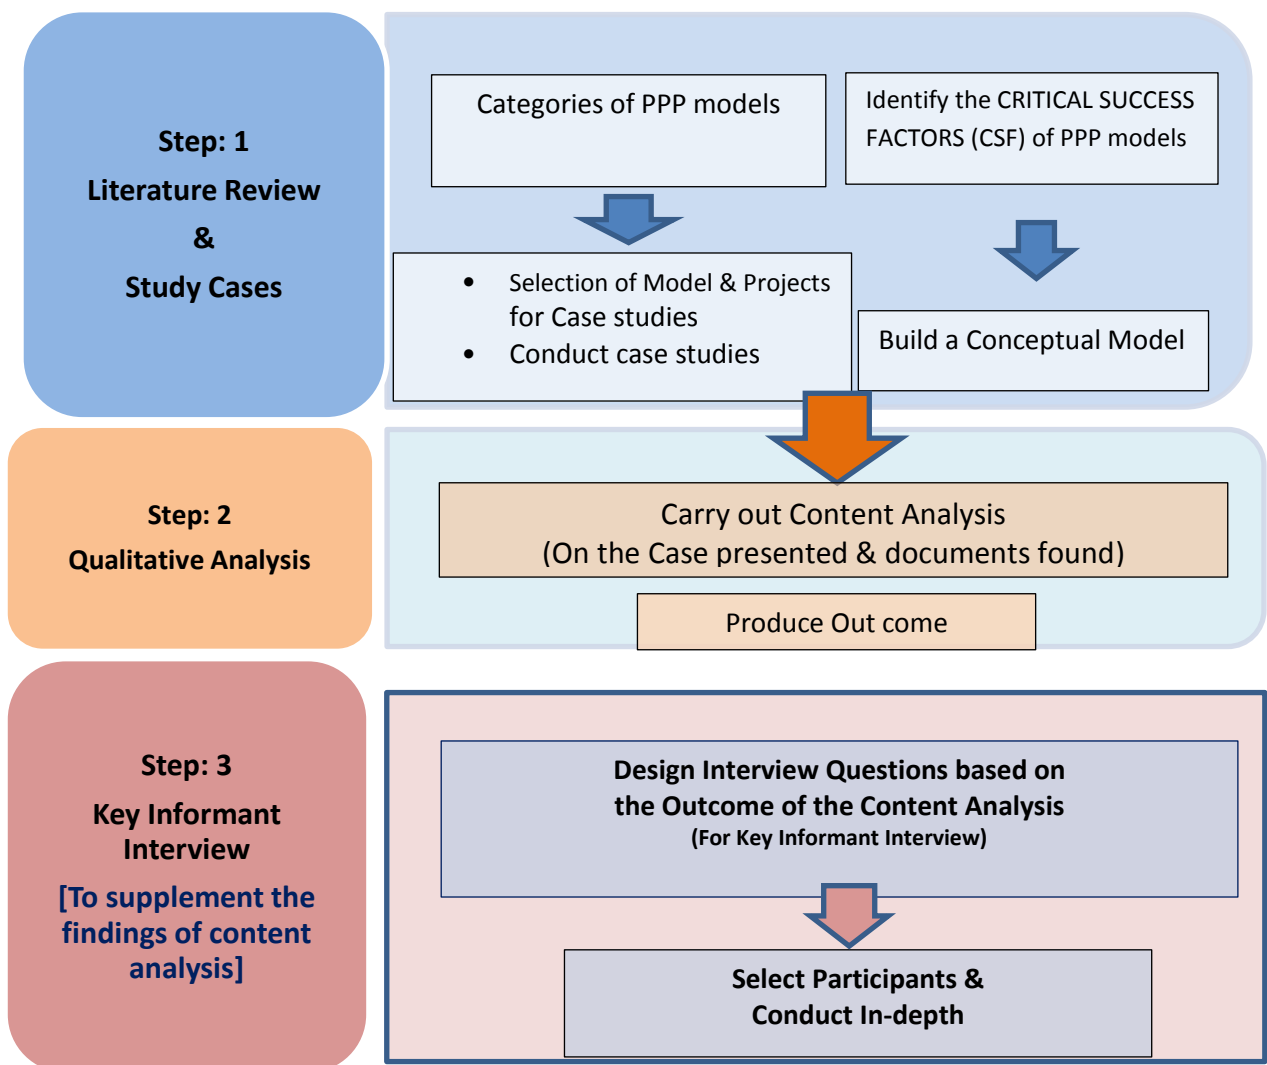 Step: 1
Literature Review
&
Study Cases
Categories of PPP models
Identify the CRITICAL SUCCESS
FACTORS (CSF) of PPP models
• Selection of Model & Projects
for Case studies
• Conduct case studies
Build a Conceptual Model
Step: 2
Qualitative Analysis
Carry out Content Analysis
(On the Case presented & documents found)
Produce Out come
Step: 3
Key Informant
Interview
[To supplement the
findings of content
analysis]
Design Interview Questions based on
the Outcome of the Content Analysis
(For Key Informant Interview)
Select Participants &
Conduct In-depth